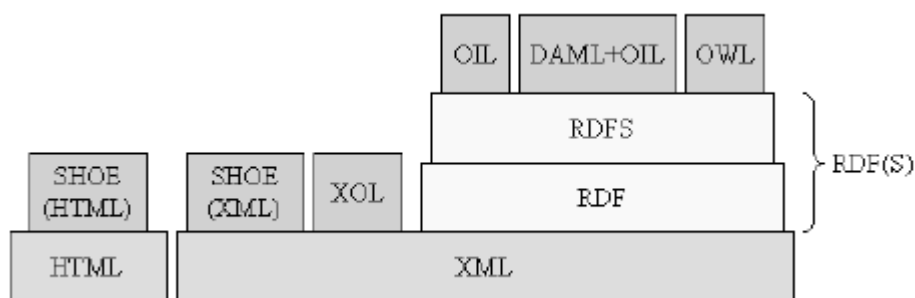 OIL DAML+OIL OWL
RDFS
RDF(S)
SHOE
(HTML)
SHOE
(XML)
XOL
RDF
HTML
XML